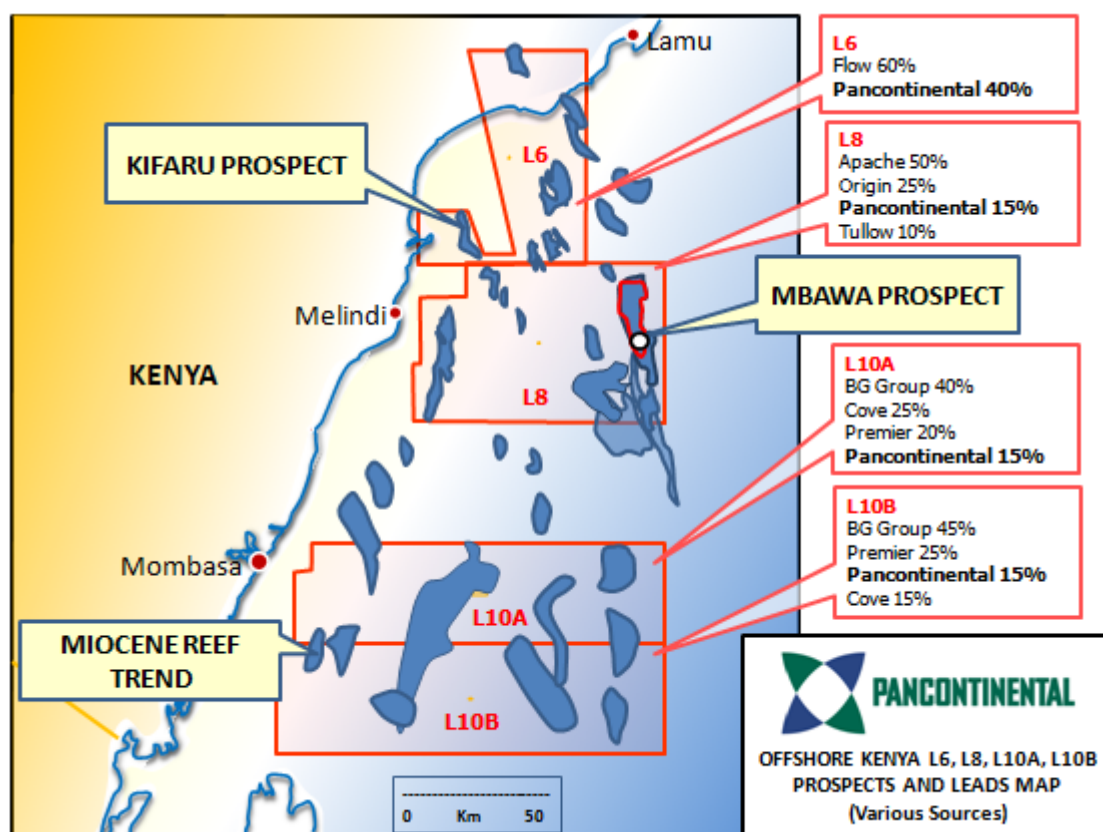 Lamu
L6
Flow 60%
Pancontinental 40%
KIFARU PROSPECT
L6
L8
Apache 50%
Origin 25%
Pancontinental 15%
Tullow 10%
MBAWA PROSPECT
Melindi
KENYA
L8
L10A
BG Group 40%
Cove 25%
Premier 20%
Pancontinental 15%
L10B
BG Group 45%
Premier 25%
Pancontinental 15%
Cove 15%
Mombasa
L10A
MIOCENE REEF
TREND
L10B
0 Km 50
PANCONTINENTAL
OFFSHORE KENYA L6, L8, L10A, L10B
PROSPECTS AND LEADS MAP
(Various Sources)